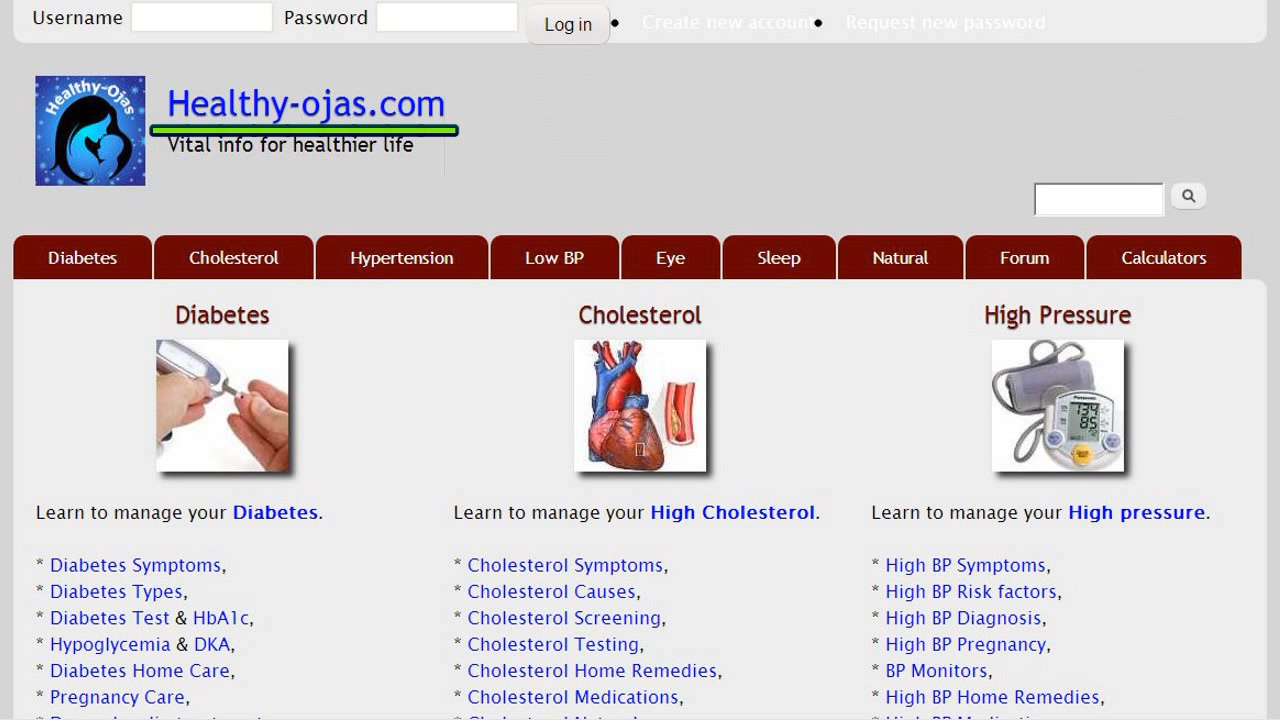 Username Password Log in Create new account Request new password
Healthy-Ojas
Healthy-ojas.com
Vital info for healthier life
Diabetes Cholesterol Hypertension Low BP Eye Sleep Natural Forum Calculators
Diabetes Cholesterol High Pressure
Learn to manage your Diabetes. Learn to manage your High Cholesterol. Learn to manage your High pressure.
* Diabetes Symptoms, * Cholesterol Symptoms, * High BP Symptoms,
* Diabetes Types, * Cholesterol Causes, * High BP Risk factors,
* Diabetes Test & HbA1c, * Cholesterol Screening, * High BP Diagnosis,
* Hypoglycemia & DKA, * Cholesterol Testing, * High BP Pregnancy,
* Diabetes Home Care, * Cholesterol Home Remedies, * BP Monitors,
* Pregnancy Care, * Cholesterol Medications, * High BP Home Remedies,